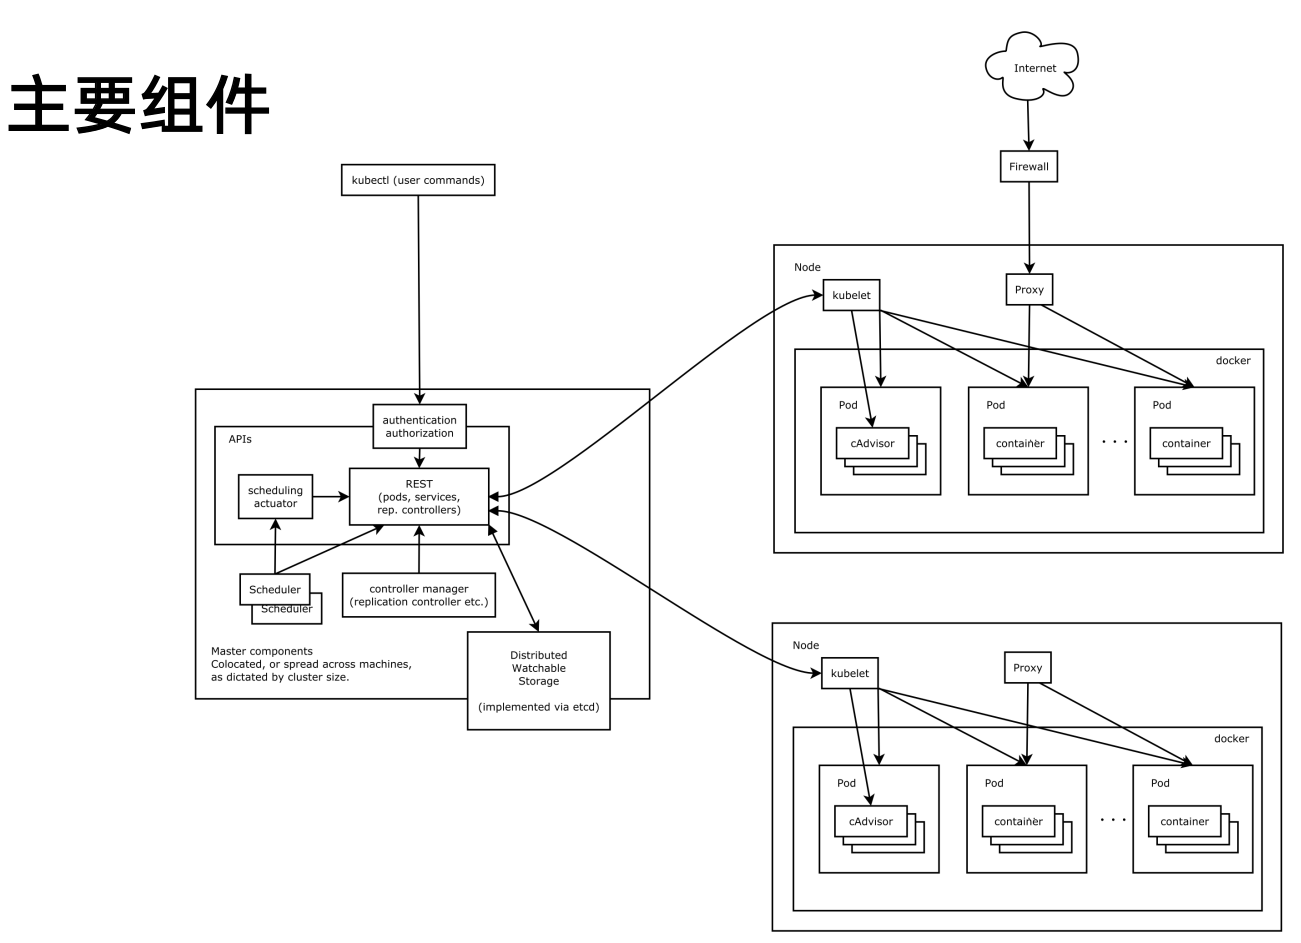 主要组件
Internet
Firewall
kubectl (user commands)
authentication
authorization
APIs
scheduling
actuator
REST
(pods, services,
rep. controllers)
Scheduler
Scheduler
controller manager
(replication controller etc.)
Master components
Colocated, or spread across machines,
as dictated by cluster size.
Distributed
Watchable
Storage
(implemented via etcd)
Node
kubelet
Proxy
docker
Pod
cAdvisor
Pod
container
. . .
Pod
container
Node
kubelet
Proxy
docker
Pod
cAdvisor
Pod
container
. . .
Pod
container